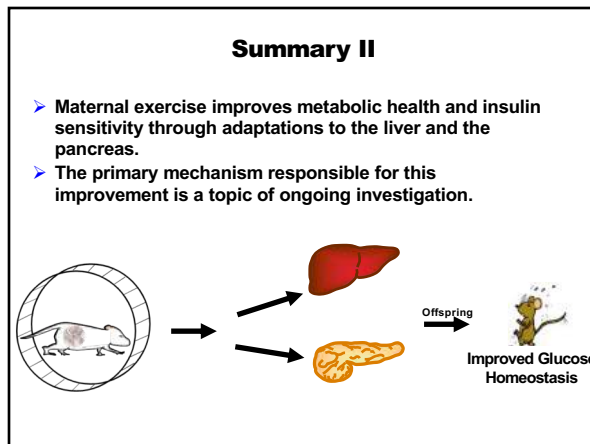 Summary II
➢ Maternal exercise improves metabolic health and insulin
sensitivity through adaptations to the liver and the
pancreas.
➢ The primary mechanism responsible for this
improvement is a topic of ongoing investigation.
Offspring
Improved Glucose
Homeostasis